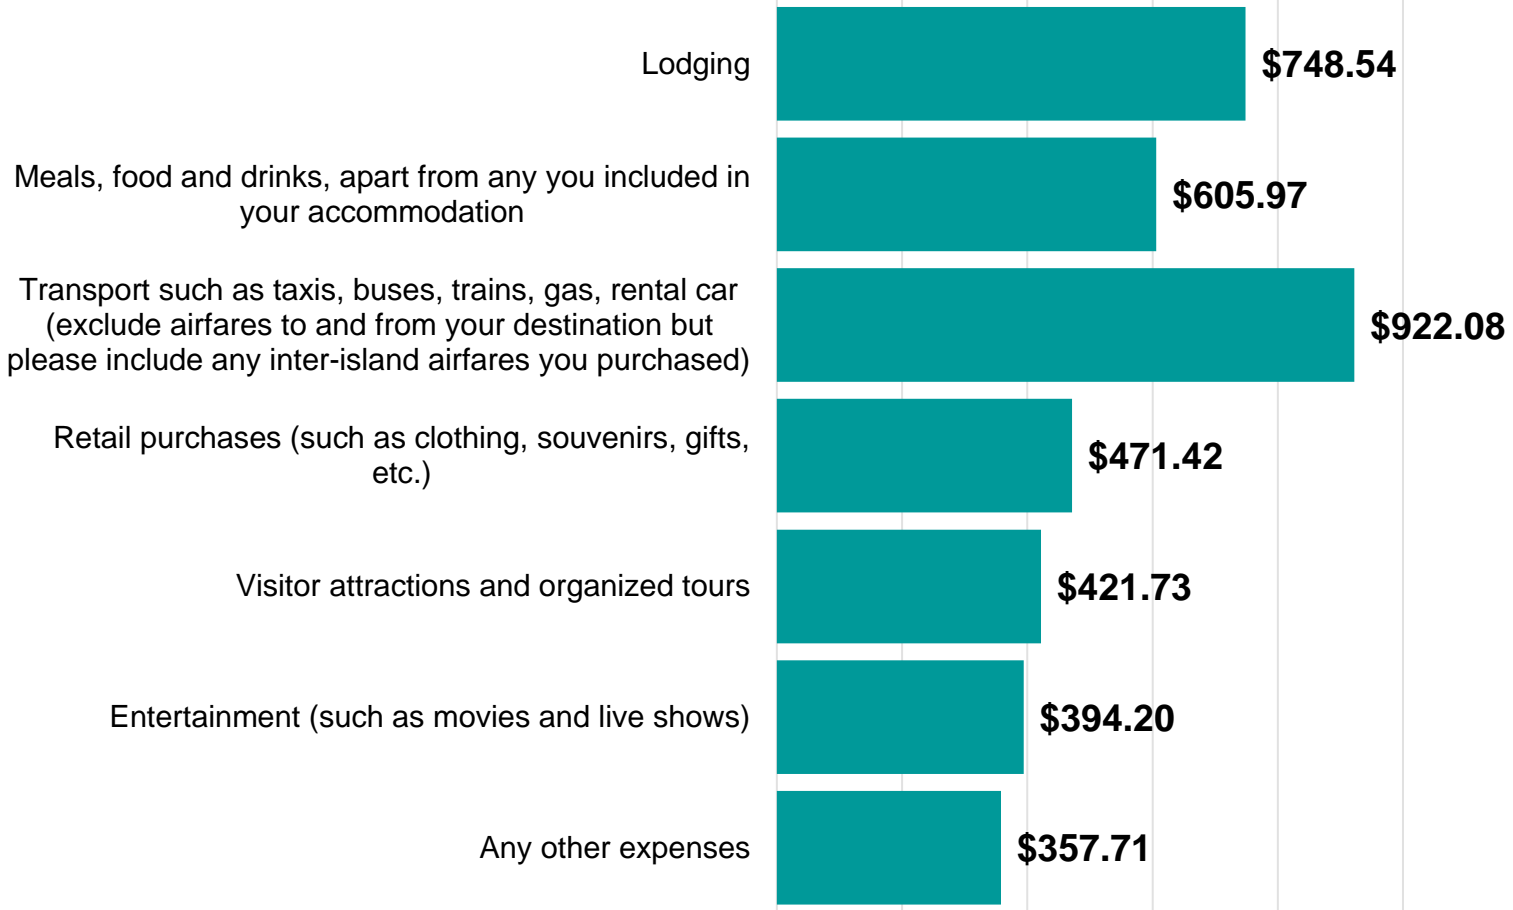 Lodging
$748.54
Meals, food and drinks, apart from any you included in
your accommodation
$605.97
Transport such as taxis, buses, trains, gas, rental car
(exclude airfares to and from your destination but
please include any inter-island airfares you purchased)
$922.08
Retail purchases (such as clothing, souvenirs, gifts,
etc.)
$471.42
Visitor attractions and organized tours
$421.73
Entertainment (such as movies and live shows)
$394.20
Any other expenses
$357.71